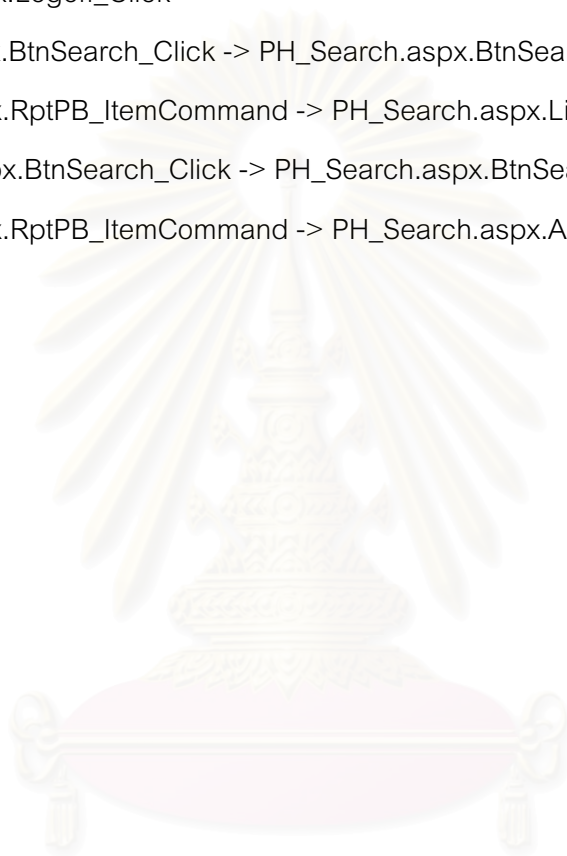 .BtnSearch_Click -> PH_Search.aspx.BtnSea
.RptPB_ItemCommand -> PH_Search.aspx.Li
x.BtnSearch_Click -> PH_Search.aspx.BtnSea
.RptPB_ItemCommand -> PH_Search.aspx.A